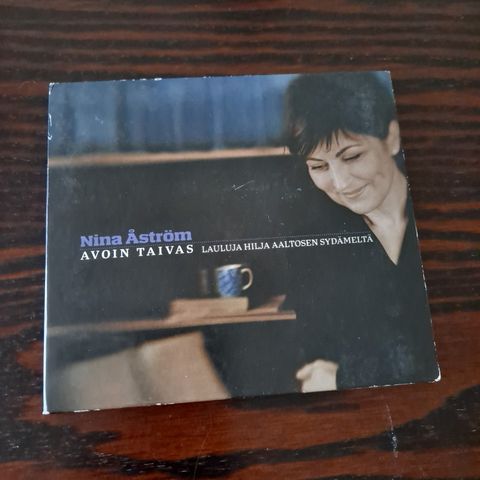 Nina Åström
AVOIN TAIVAS LAULUJA HILJA AALTOSEN SYDÄMELTÄ